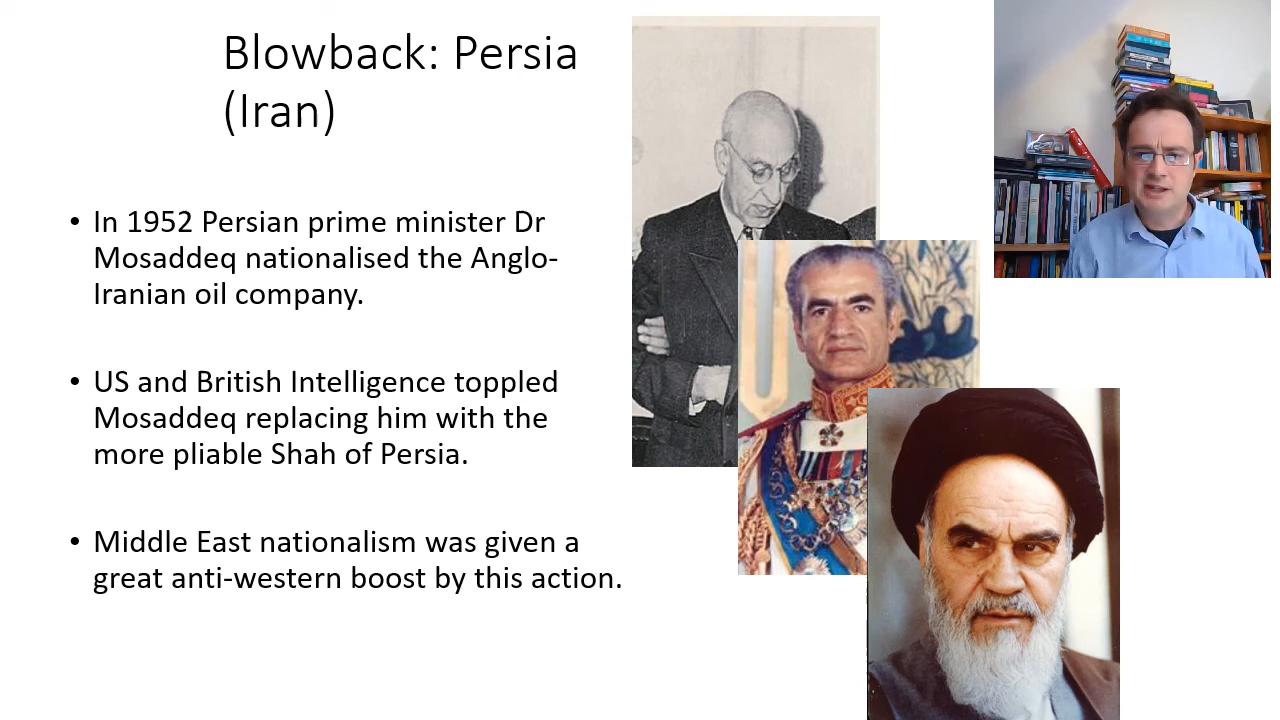 Blowback: Persia
(Iran)
• In 1952 Persian prime minister Dr
Mosaddeq nationalised the Anglo-
Iranian oil company.
• US and British Intelligence toppled
Mosaddeq replacing him with the
more pliable Shah of Persia.
• Middle East nationalism was given a
great anti-western boost by this action.